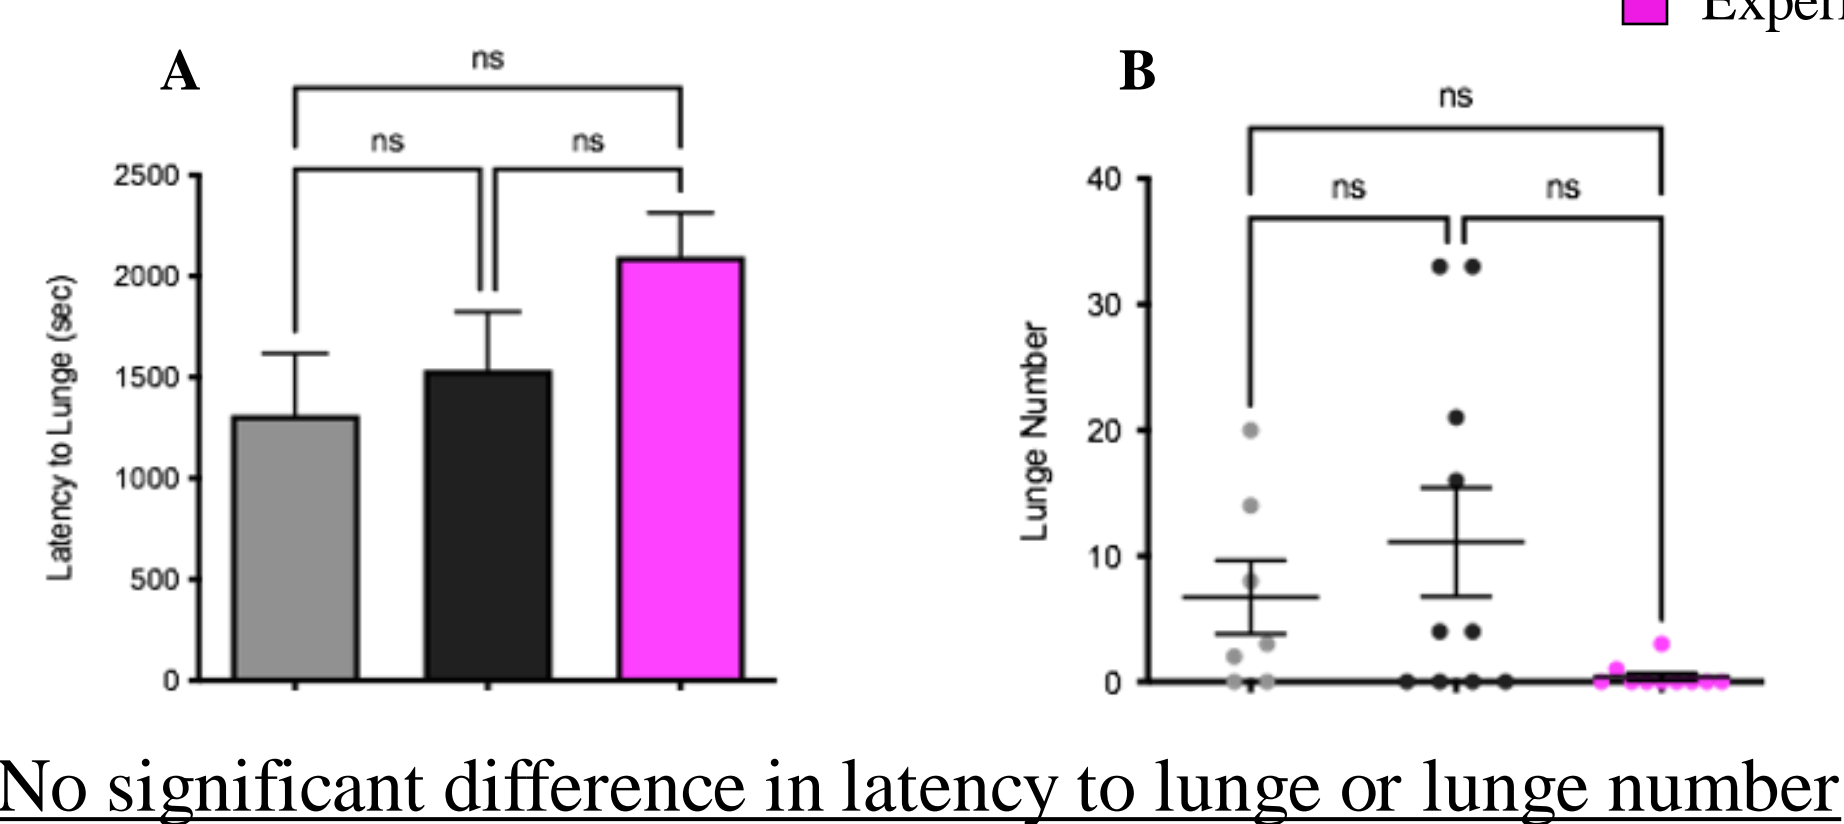 A
ns
ns
ns
2500
2000
1500
1000
500
0
Latency to Lunge (sec)
B
ns
ns
ns
40
30
20
10
0
Lunge Number
No significant difference in latency to lunge or lunge number